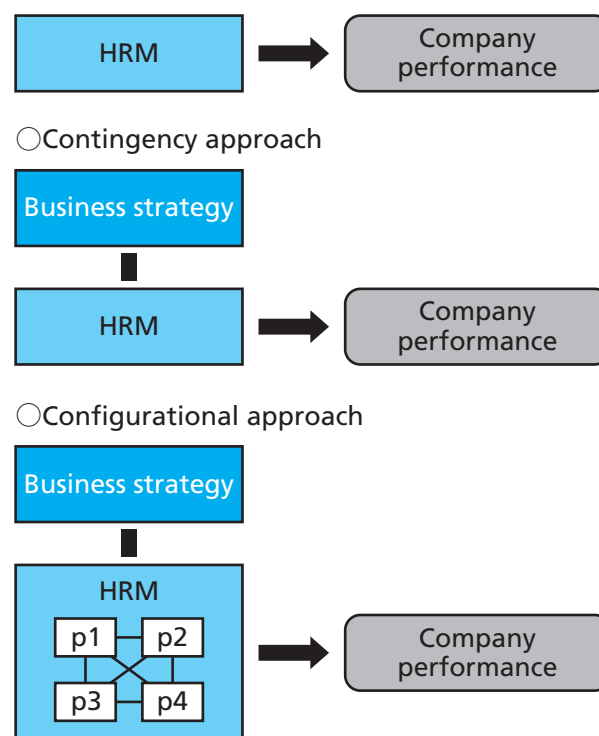 HRM
Company
performance
○Contingency approach
Business strategy
HRM
Company
performance
○Configurational approach
Business strategy
HRM
p1 p2
p3 p4
Company
performance